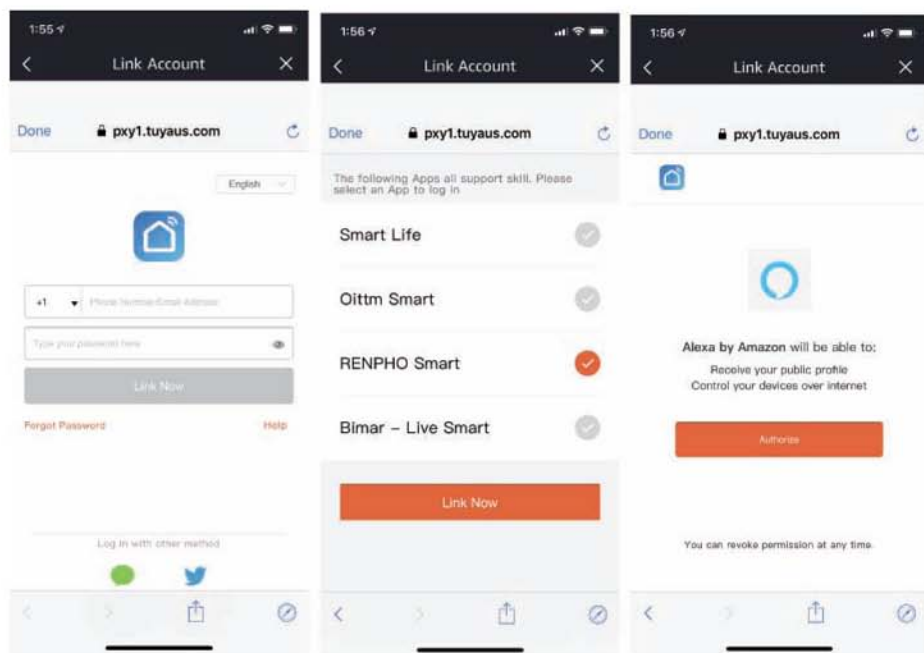 1:55
Link Account
Done
pxy1.tuyaus.com
English
+1
Phone Number/Email Address
Type your password here
Link Now
Forgot Password
Help
Log in with other method
1:56
Link Account
Done
pxy1.tuyaus.com
The following Apps all support skill. Please
select an App to log in
Smart Life
Oittm Smart
RENPHO Smart
Bimar – Live Smart
Link Now
1:56
Link Account
Done
pxy1.tuyaus.com
Alexa by Amazon will be able to:
Receive your public profile
Control your devices over internet
Authorize
You can revoke permission at any time.